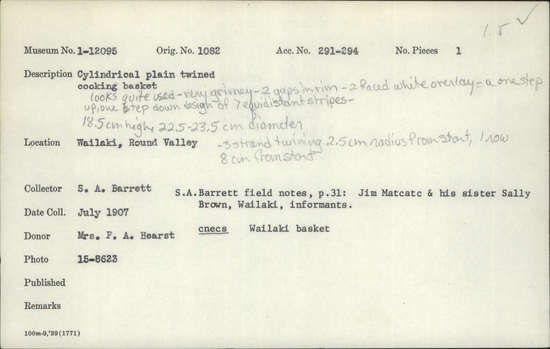 1.5 ✓
Museum No. 1-12095 Orig. No. 1082 Acc. No. 291-294 No. Pieces 1
Description Cylindrical plain twined
cooking basket
looks quite used - very grimey - 2 gaps in rim - 2 faced white overlay - a one step
up, one step down design of 7 equidistant stripes -
18.5 cm high, 22.5-23.5 cm diameter
Location Wailaki, Round Valley - 3 strand twining 2.5 cm radius from start, 1 row
8 cm from start
Collector S. A. Barrett S.A.Barrett field notes, p.31: Jim Matcatc & his sister Sally
Brown, Wailaki, informants.
Date Coll. July 1907
Donor Mrs. P. A. Hearst cnecs Wailaki basket
Photo 15-8623
Published
Remarks
100m-9,'39(1771)